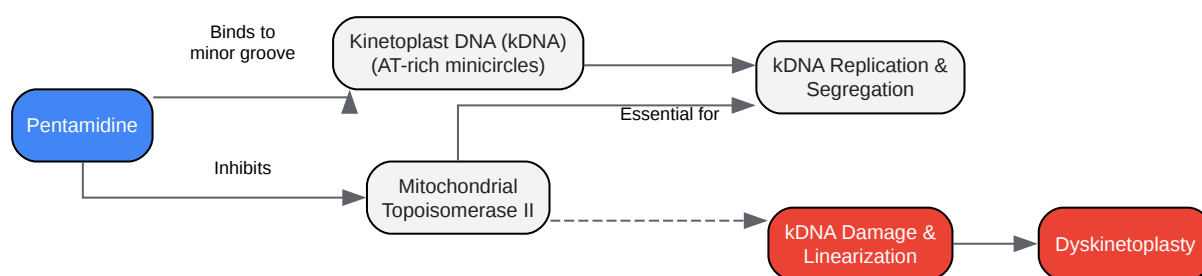 Binds to
minor groove
Kinetoplast DNA (kDNA)
(AT-rich minicircles)
kDNA Replication &
Segregation
Pentamidine
Essential for
Inhibits
Mitochondrial
Topoisomerase II
kDNA Damage &
Linearization
Dyskinetoplasty